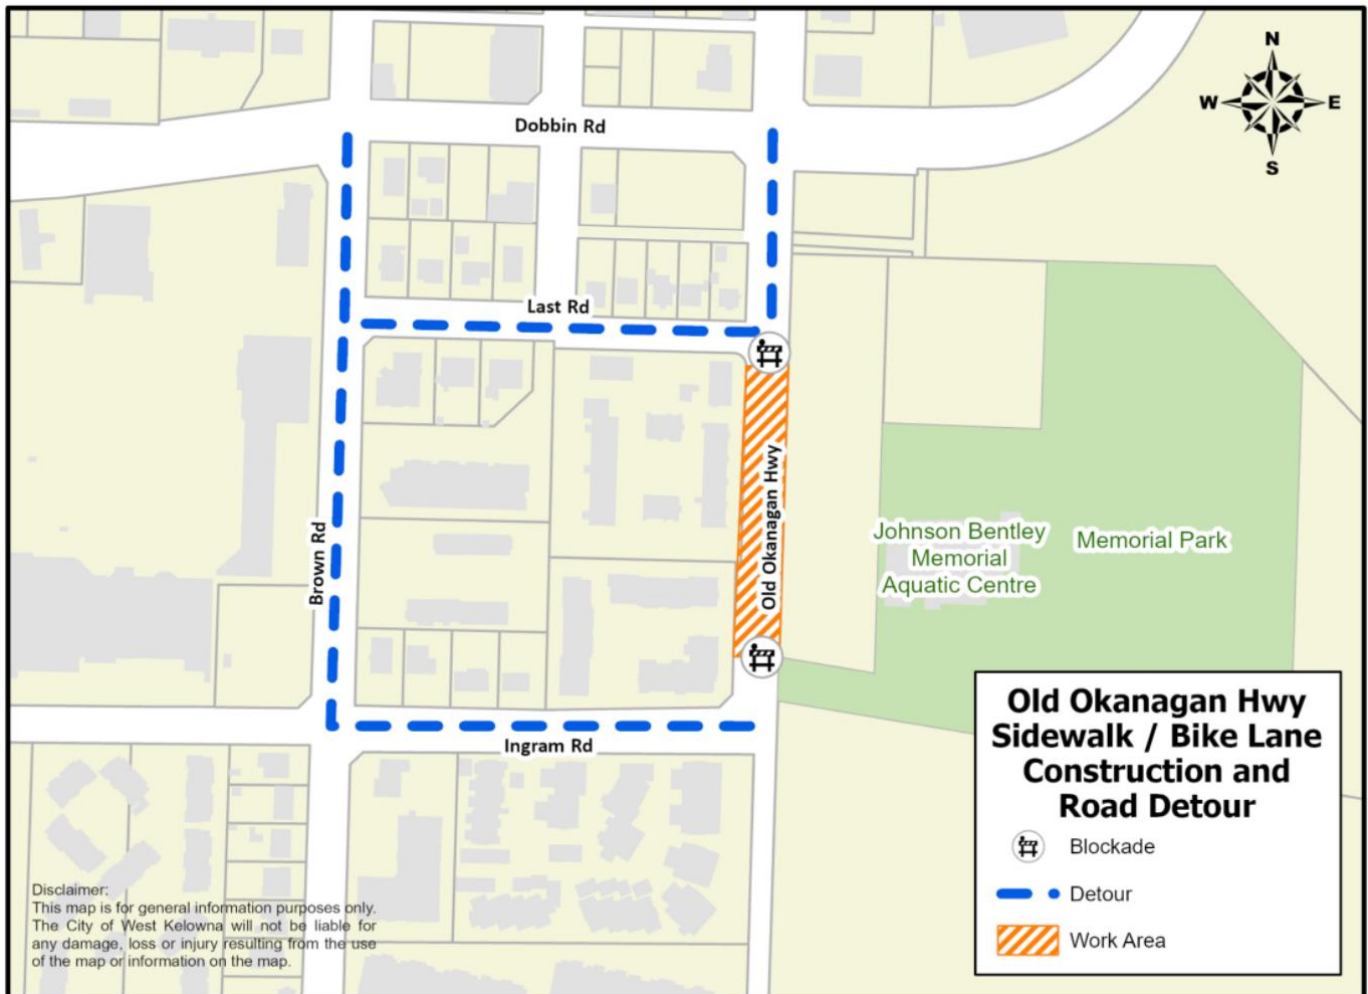 N
W E
S
Dobbin Rd
Last Rd
Old Okanagan Hwy
Brown Rd
Johnson Bentley
Memorial
Aquatic Centre
Memorial Park
Ingram Rd
Old Okanagan Hwy
Sidewalk / Bike Lane
Construction and
Road Detour
Blockade
Detour
Work Area
Disclaimer:
This map is for general information purposes only.
The City of West Kelowna will not be liable for
any damage, loss or injury resulting from the use
of the map or information on the map.